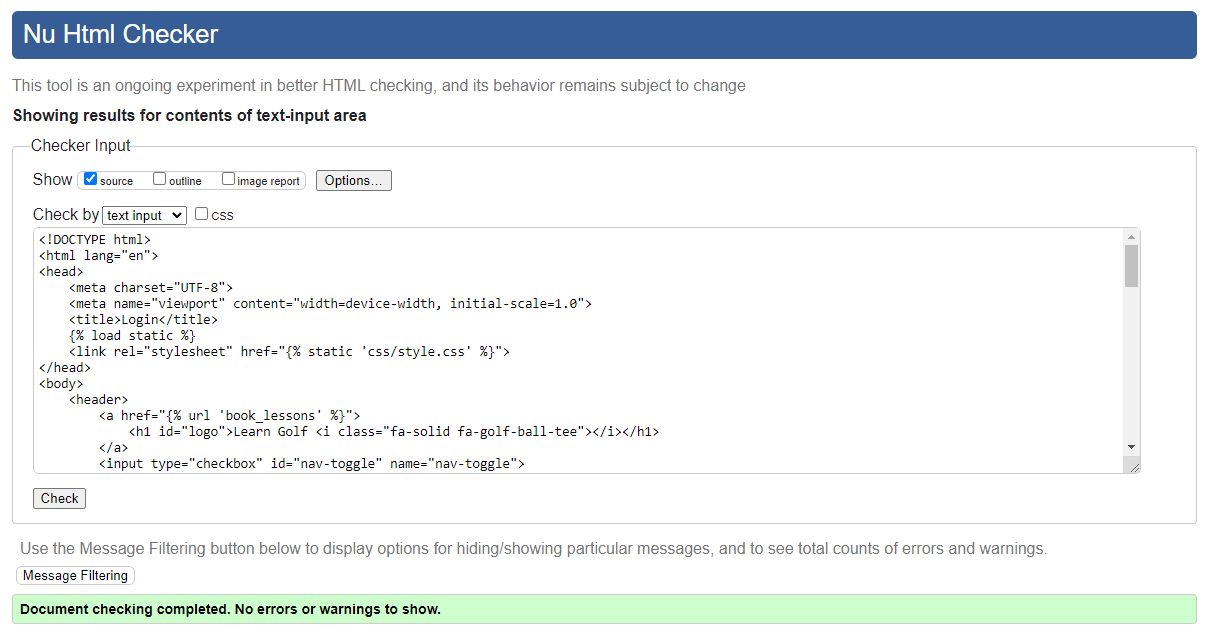 Nu Html Checker
This tool is an ongoing experiment in better HTML checking, and its behavior remains subject to change
Showing results for contents of text-input area
Checker Input
Show source outline image report Options...
Check by text input css
<!DOCTYPE html>
<html lang="en">
<head>
    <meta charset="UTF-8">
    <meta name="viewport" content="width=device-width, initial-scale=1.0">
    <title>Login</title>
    {% load static %}
    <link rel="stylesheet" href="{% static 'css/style.css' %}">
</head>
<body>
    <header>
        <a href="{% url 'book_lessons' %}">
            <h1 id="logo">Learn Golf <i class="fa-solid fa-golf-ball-tee"></i></h1>
        </a>
        <input type="checkbox" id="nav-toggle" name="nav-toggle">
Check
Use the Message Filtering button below to display options for hiding/showing particular messages, and to see total counts of errors and warnings.
Message Filtering
Document checking completed. No errors or warnings to show.